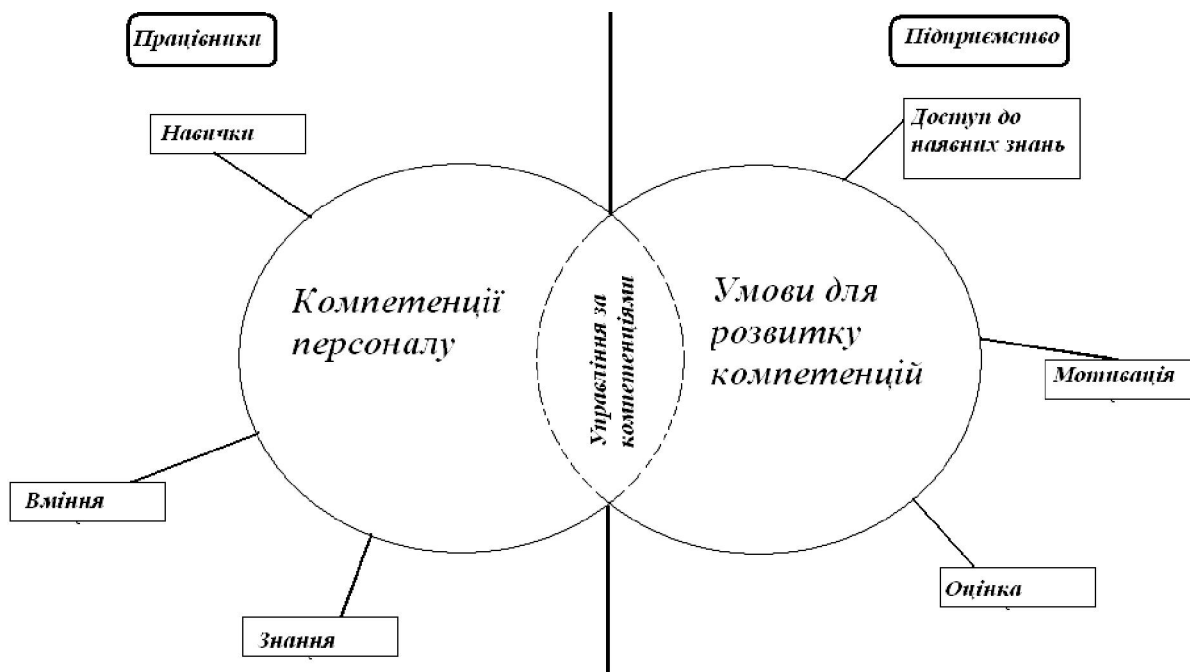 Працівники
Підприємство
Навички
Доступ до
наявних знань
Компетенції
персоналу
Управління за
компетенціями
Умови для
розвитку
компетенцій
Мотивація
Вміння
Оцінка
Знання